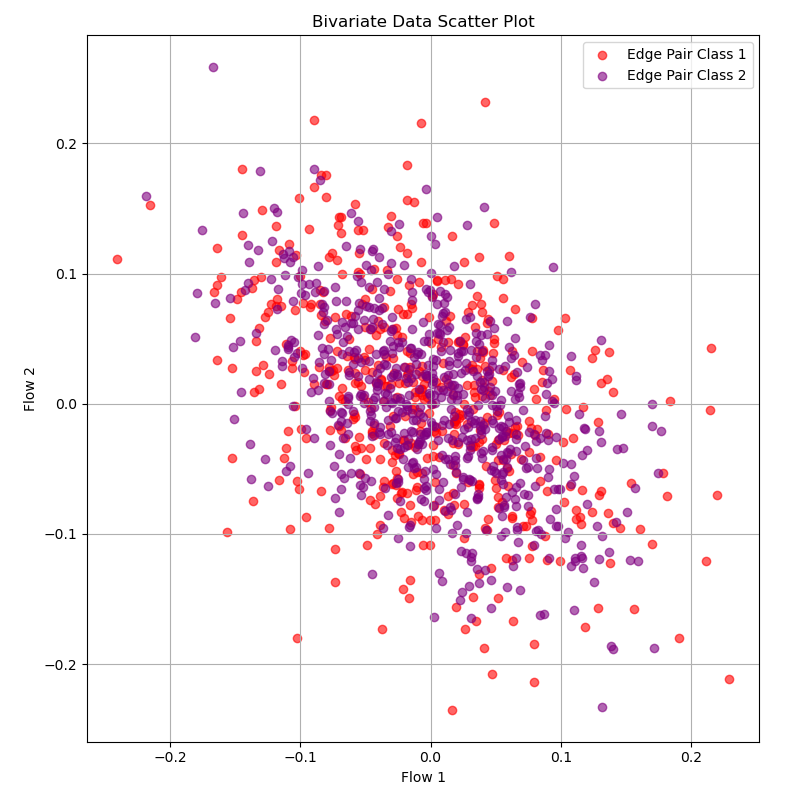 Bivariate Data Scatter Plot
Edge Pair Class 1
Edge Pair Class 2
Flow 2
0.2
0.1
0.0
−0.1
−0.2
−0.2
−0.1
0.0
0.1
0.2
Flow 1